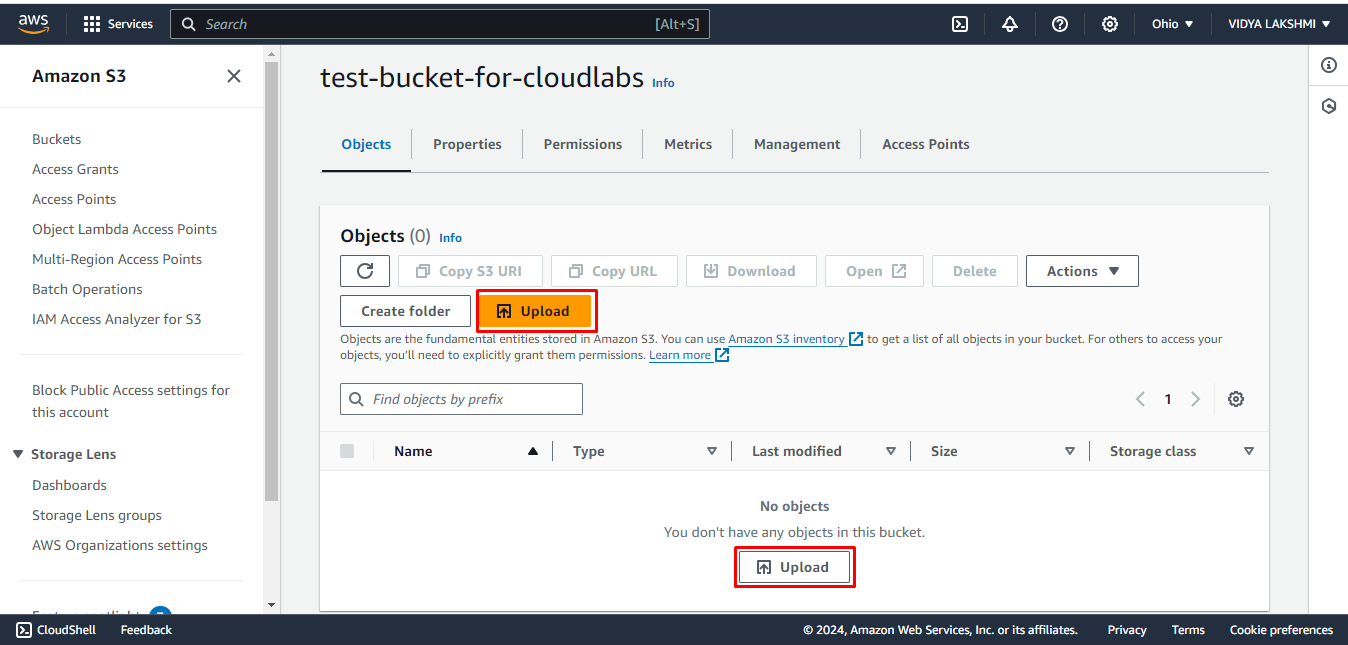 aws
Services
Search
[Alt+S]
Ohio
VIDYA LAKSHMI
Amazon S3
Buckets
Access Grants
Access Points
Object Lambda Access Points
Multi-Region Access Points
Batch Operations
IAM Access Analyzer for S3
Block Public Access settings for
this account
Storage Lens
Dashboards
Storage Lens groups
AWS Organizations settings
test-bucket-for-cloudlabs Info
Objects
Properties
Permissions
Metrics
Management
Access Points
Objects (0) Info
Copy S3 URI
Copy URL
Download
Open
Delete
Actions
Create folder
Upload
Objects are the fundamental entities stored in Amazon S3. You can use Amazon S3 inventory to get a list of all objects in your bucket. For others to access your
objects, you'll need to explicitly grant them permissions. Learn more
Find objects by prefix
1
Name
Type
Last modified
Size
Storage class
No objects
You don't have any objects in this bucket.
Upload
CloudShell
Feedback
© 2024, Amazon Web Services, Inc. or its affiliates.
Privacy
Terms
Cookie preferences